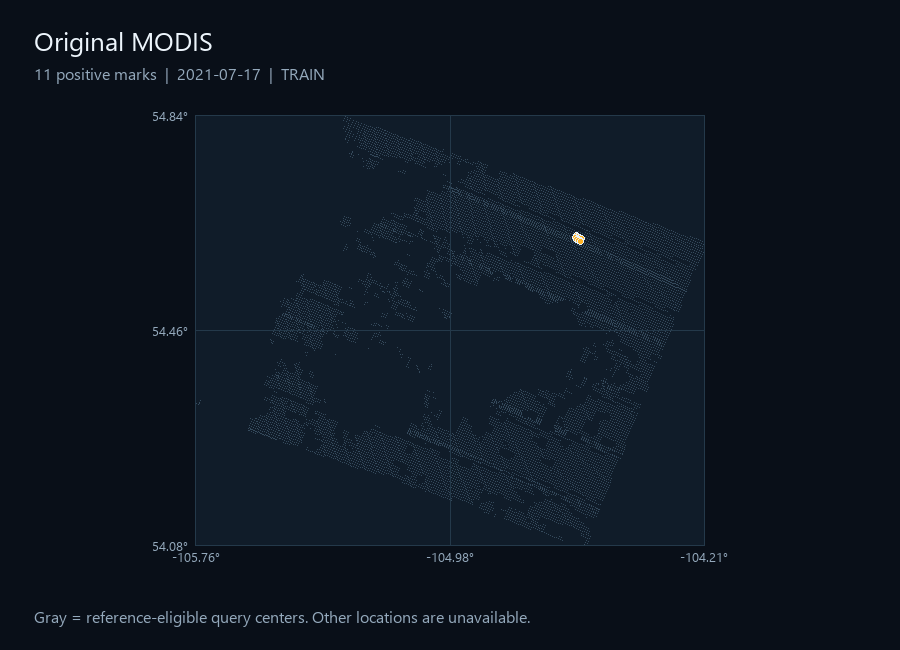 Original MODIS
11 positive marks | 2021-07-17 | TRAIN
54.84°
54.46°
54.08°
-105.76°
-104.98°
-104.21°
Gray = reference-eligible query centers. Other locations are unavailable.